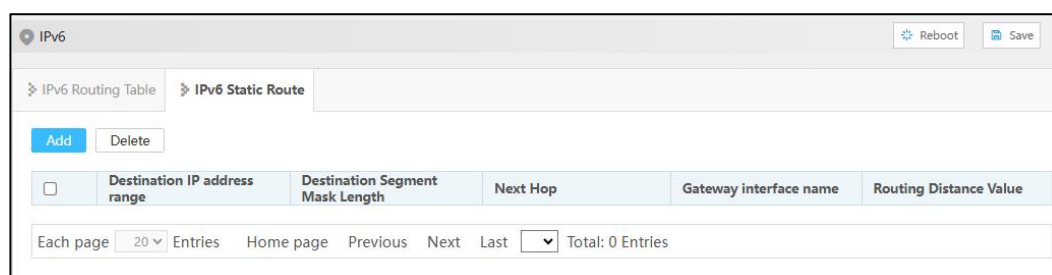 IPv6 Reboot Save
IPv6 Routing Table IPv6 Static Route
Add Delete
Destination IP address range Destination Segment Mask Length Next Hop Gateway interface name Routing Distance Value
Each page 20 Entries Home page Previous Next Last Total: 0 Entries